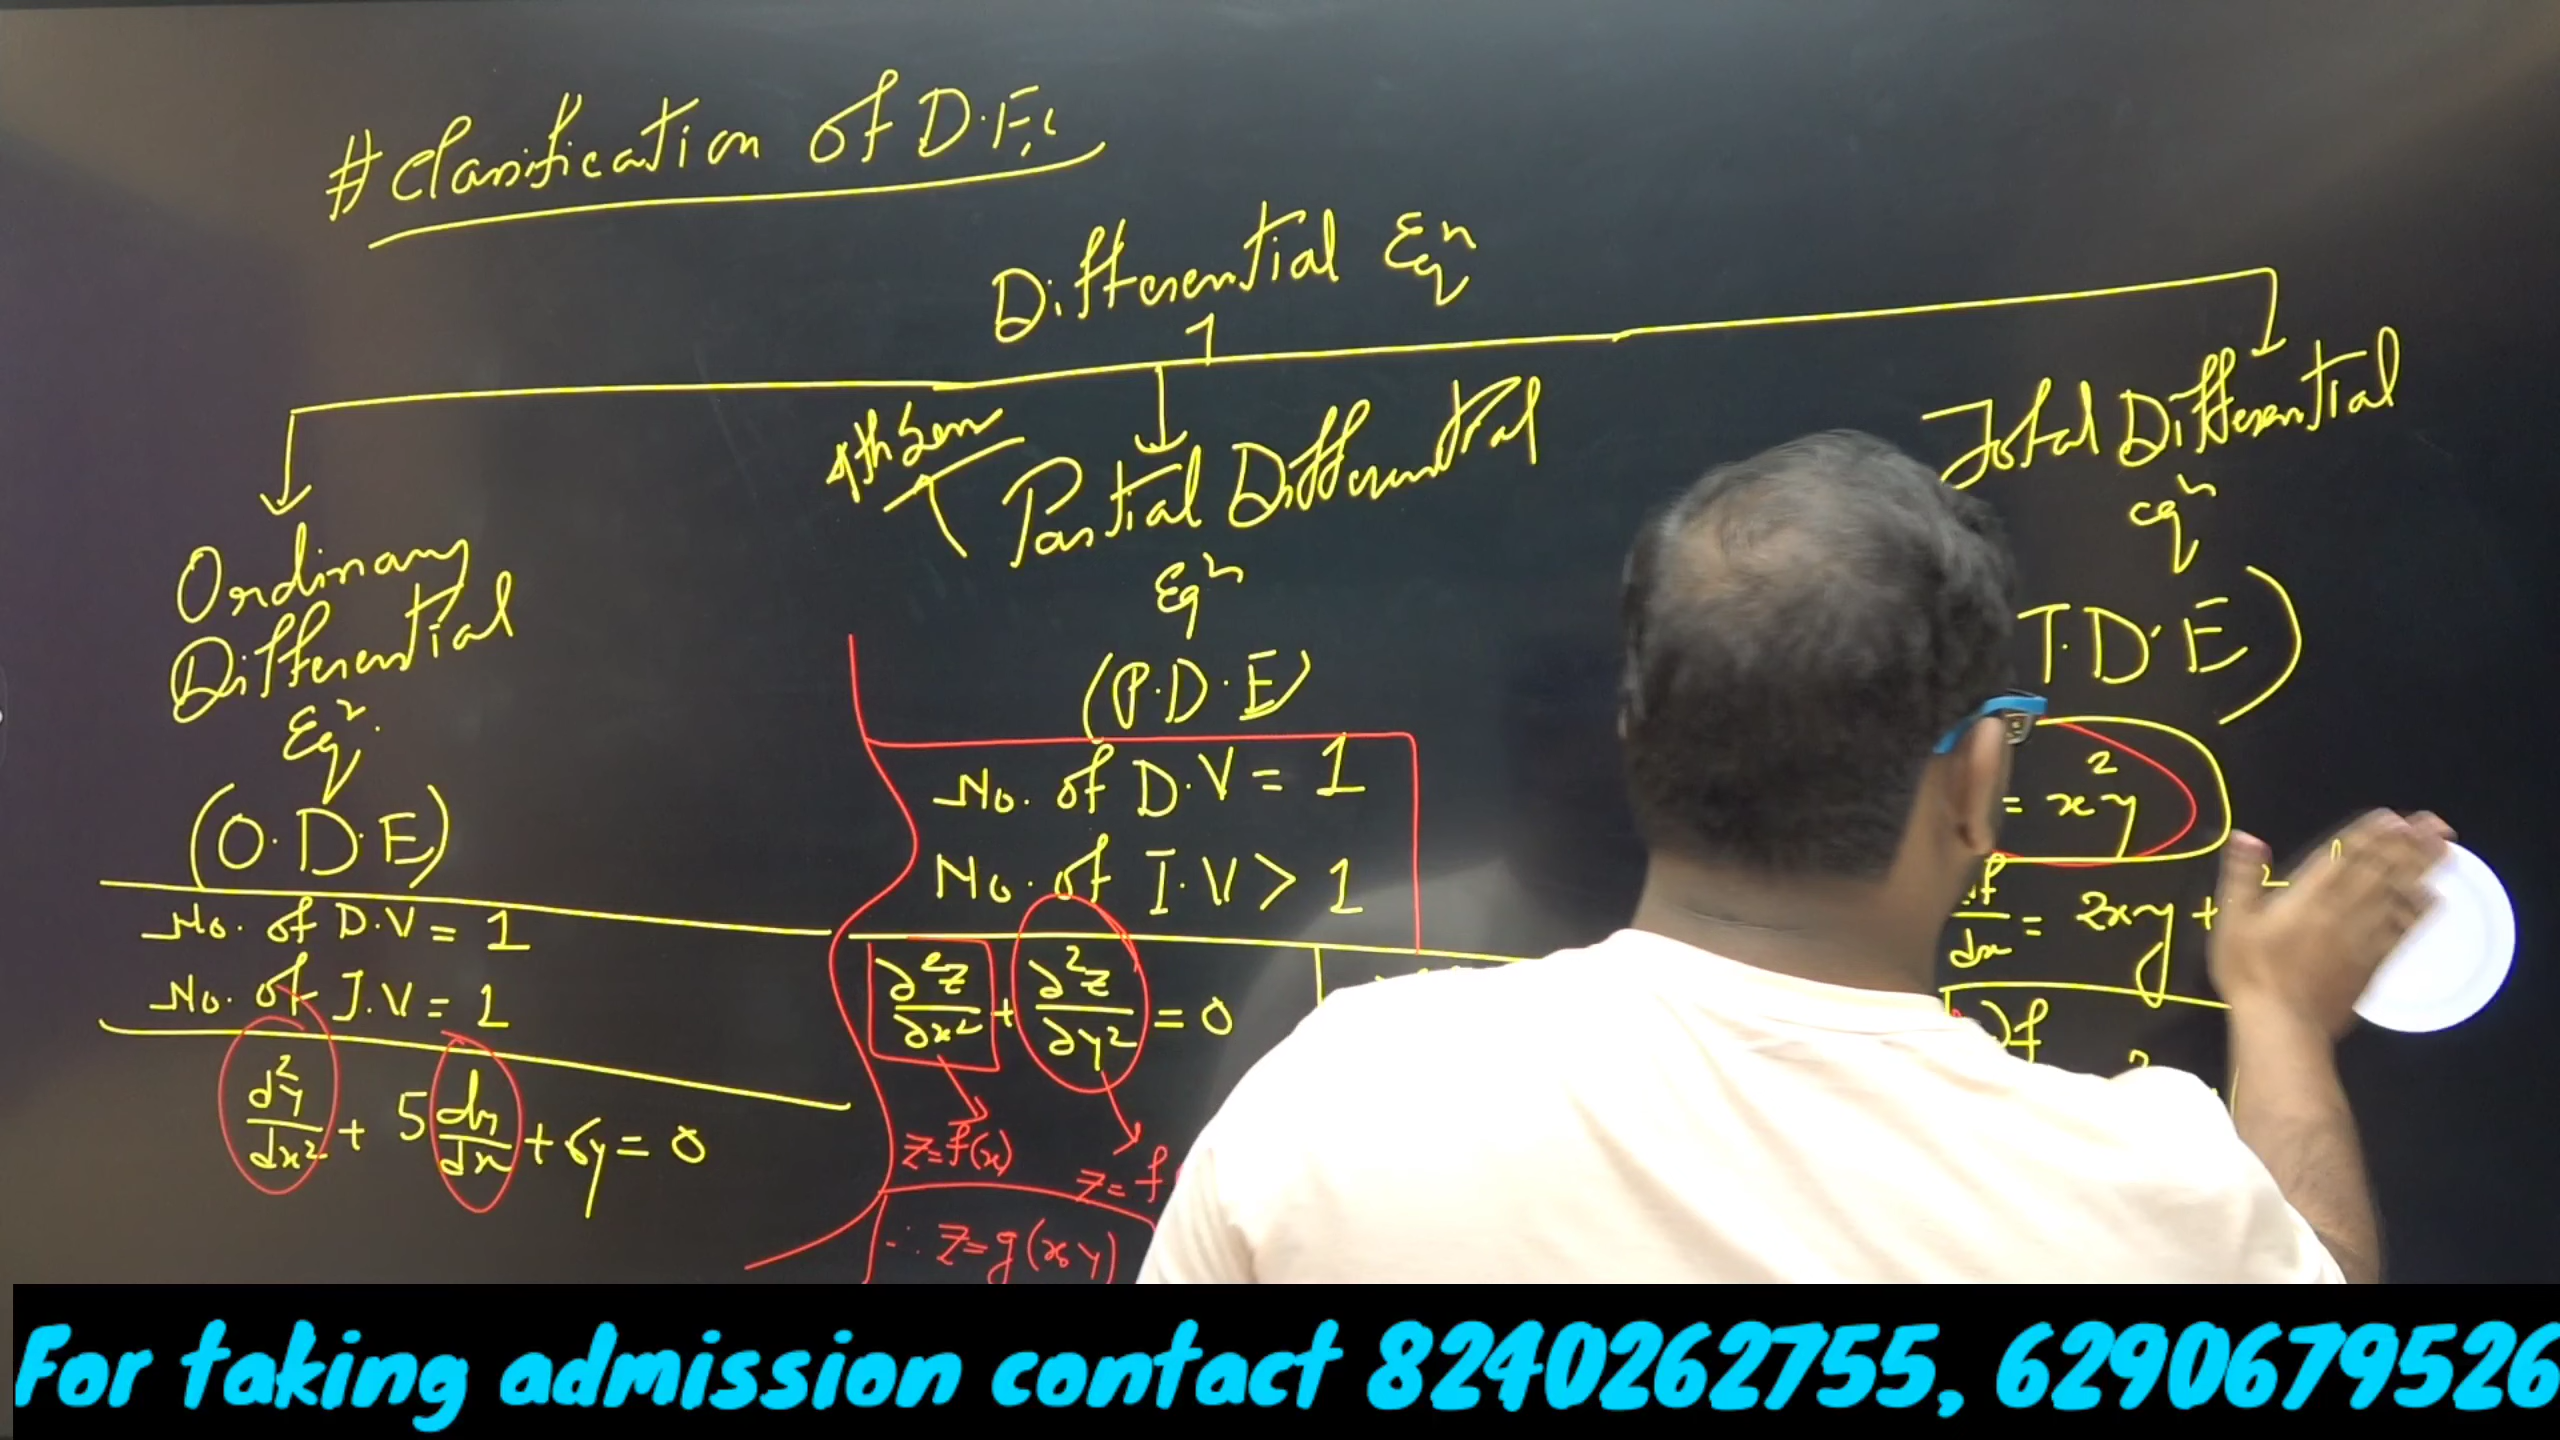 # Classification of D.E.
Differential Eqn
Ordinary
Differential
Eqn.
(O.D.E)
No. of D.V = 1
No. of I.V = 1
d²y/dx² + 5 dy/dx + 6y = 0
4th Sem
Partial Differential
Eqn
(P.D.E)
No. of D.V = 1
No. of I.V > 1
∂²z/∂x² + ∂²z/∂y² = 0
z = f(x)
z = f
∴ z = g(x, y)
Total Differential
eqn
T.D.E)
= x²y
df/dx = 2xy +
∂f
For taking admission contact 8240262755, 6290679526